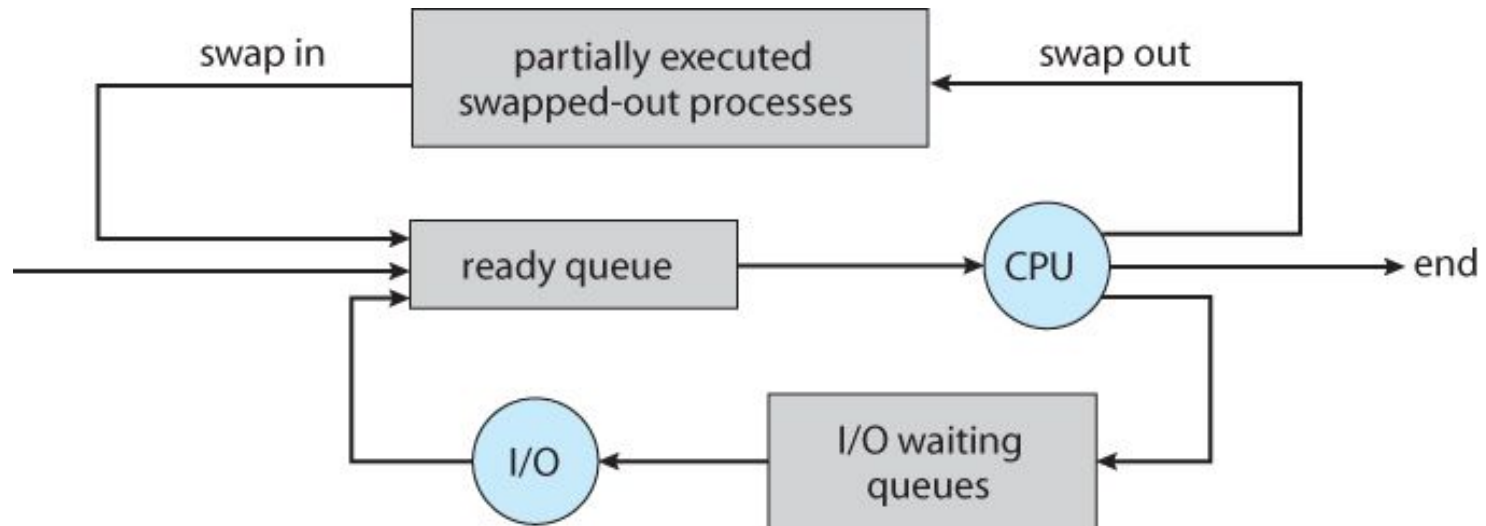 swap in
partially executed
swapped-out processes
swap out
ready queue
CPU
end
I/O
I/O waiting
queues